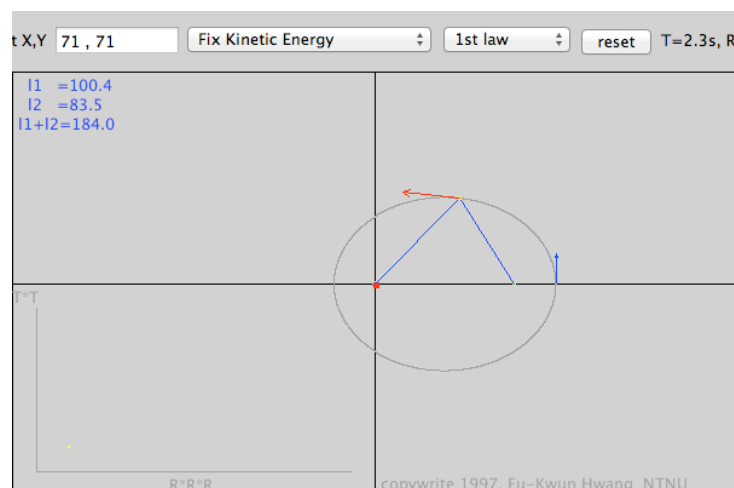 t X,Y 71 , 71 Fix Kinetic Energy 1st law reset T=2.3s, R
l1 =100.4
l2 =83.5
l1+l2=184.0
T*T
R*R*R
copywrite 1997, Fu-Kwun Hwang, NTNU